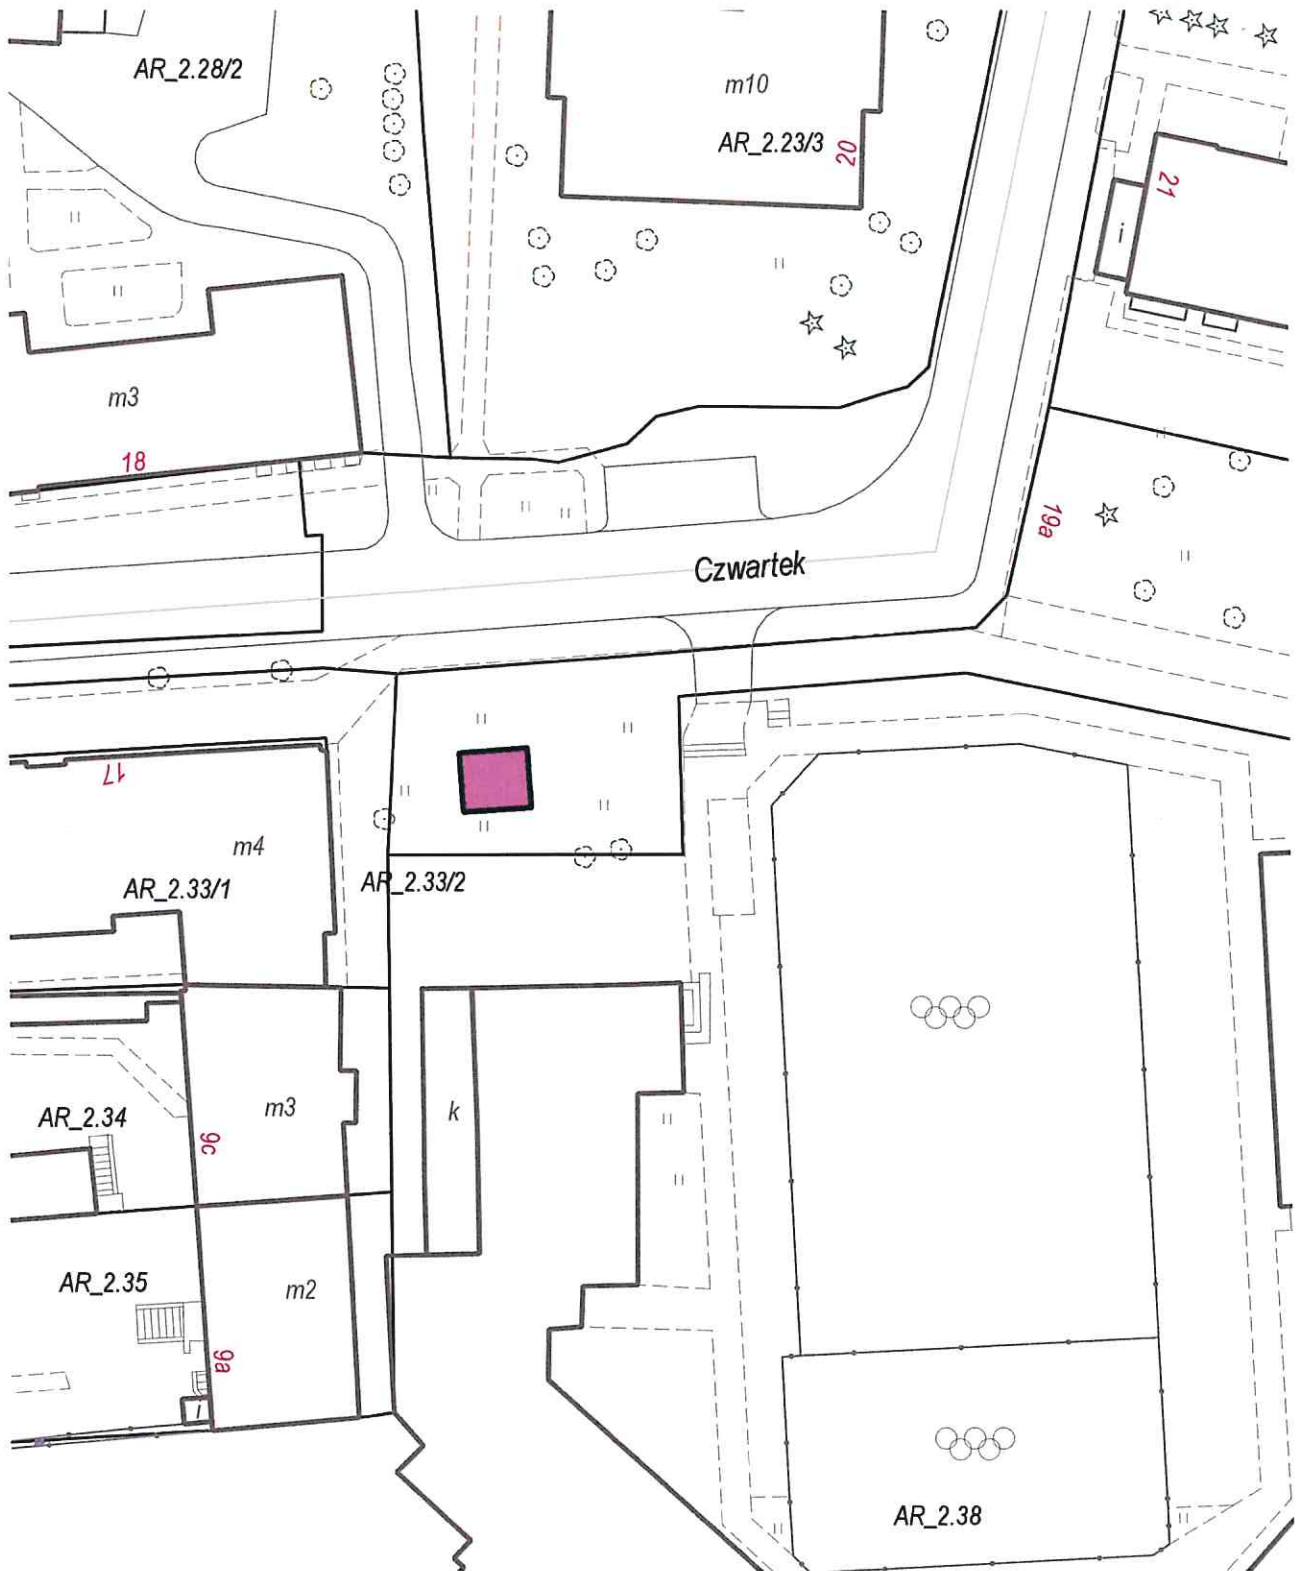 AR_2.28/2
m10
AR_2.23/3
20
21
i
m3
18
19a
Czwartek
17
m4
AR_2.33/1
AR_2.33/2
m3
k
AR_2.34
9c
AR_2.35
m2
9a
i
AR_2.38